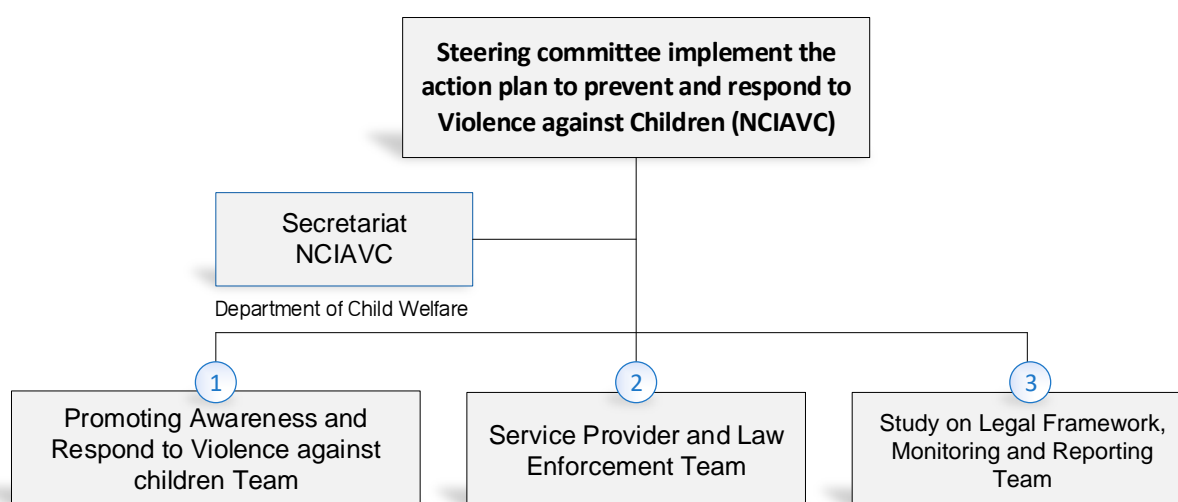 Steering committee implement the
action plan to prevent and respond to
Violence against Children (NCIAVC)
Secretariat
NCIAVC
Department of Child Welfare
1
Promoting Awareness and
Respond to Violence against
children Team
2
Service Provider and Law
Enforcement Team
3
Study on Legal Framework,
Monitoring and Reporting
Team